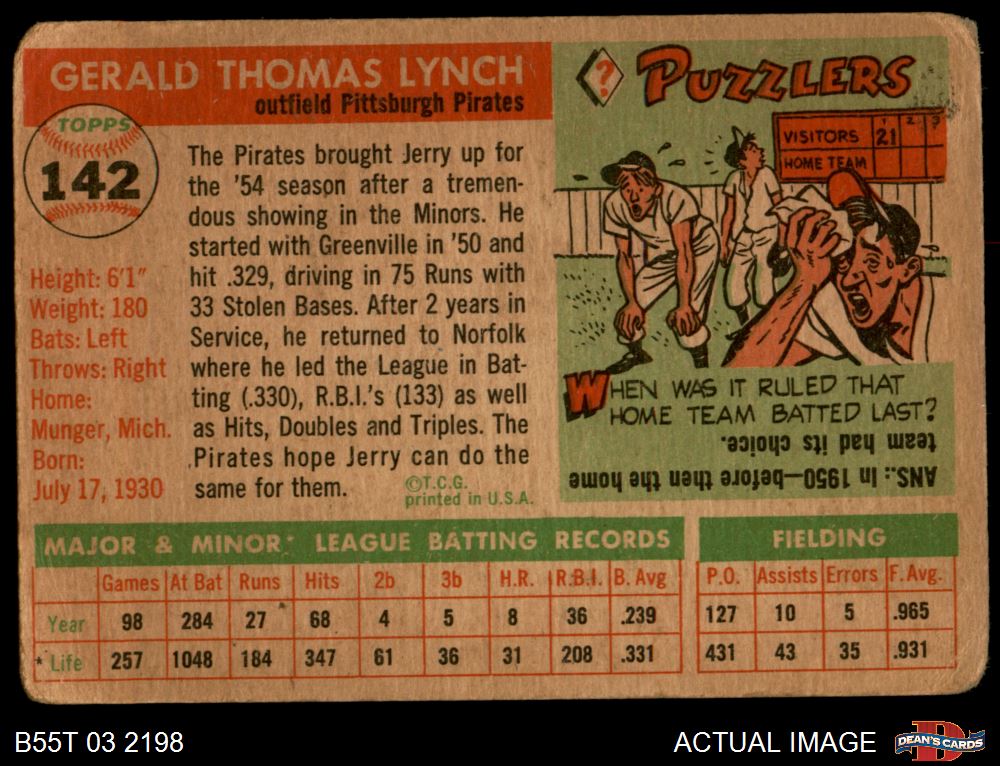 GERALD THOMAS LYNCH
outfield Pittsburgh Pirates
TOPPS
142
The Pirates brought Jerry up for
the '54 season after a tremen-
dous showing in the Minors. He
started with Greenville in '50 and
hit .329, driving in 75 Runs with
33 Stolen Bases. After 2 years in
Service, he returned to Norfolk
where he led the League in Bat-
ting (.330), R.B.I.'s (133) as well
as Hits, Doubles and Triples. The
Pirates hope Jerry can do the
same for them.
©T.C.G.
printed in U.S.A.
Height: 6'1"
Weight: 180
Bats: Left
Throws: Right
Home:
Munger, Mich.
Born:
July 17, 1930
? PUZZLERS
1 2 3
VISITORS 21
HOME TEAM
WHEN WAS IT RULED THAT
HOME TEAM BATTED LAST?
ANS.: In 1950—before then the home
team had its choice.
MAJOR & MINOR* LEAGUE BATTING RECORDS
Games At Bat Runs Hits 2b 3b H.R. R.B.I. B. Avg
Year 98 284 27 68 4 5 8 36 .239
* Life 257 1048 184 347 61 36 31 208 .331
FIELDING
P.O. Assists Errors F. Avg.
127 10 5 .965
431 43 35 .931
B55T 03 2198
ACTUAL IMAGE
DEAN'S CARDS